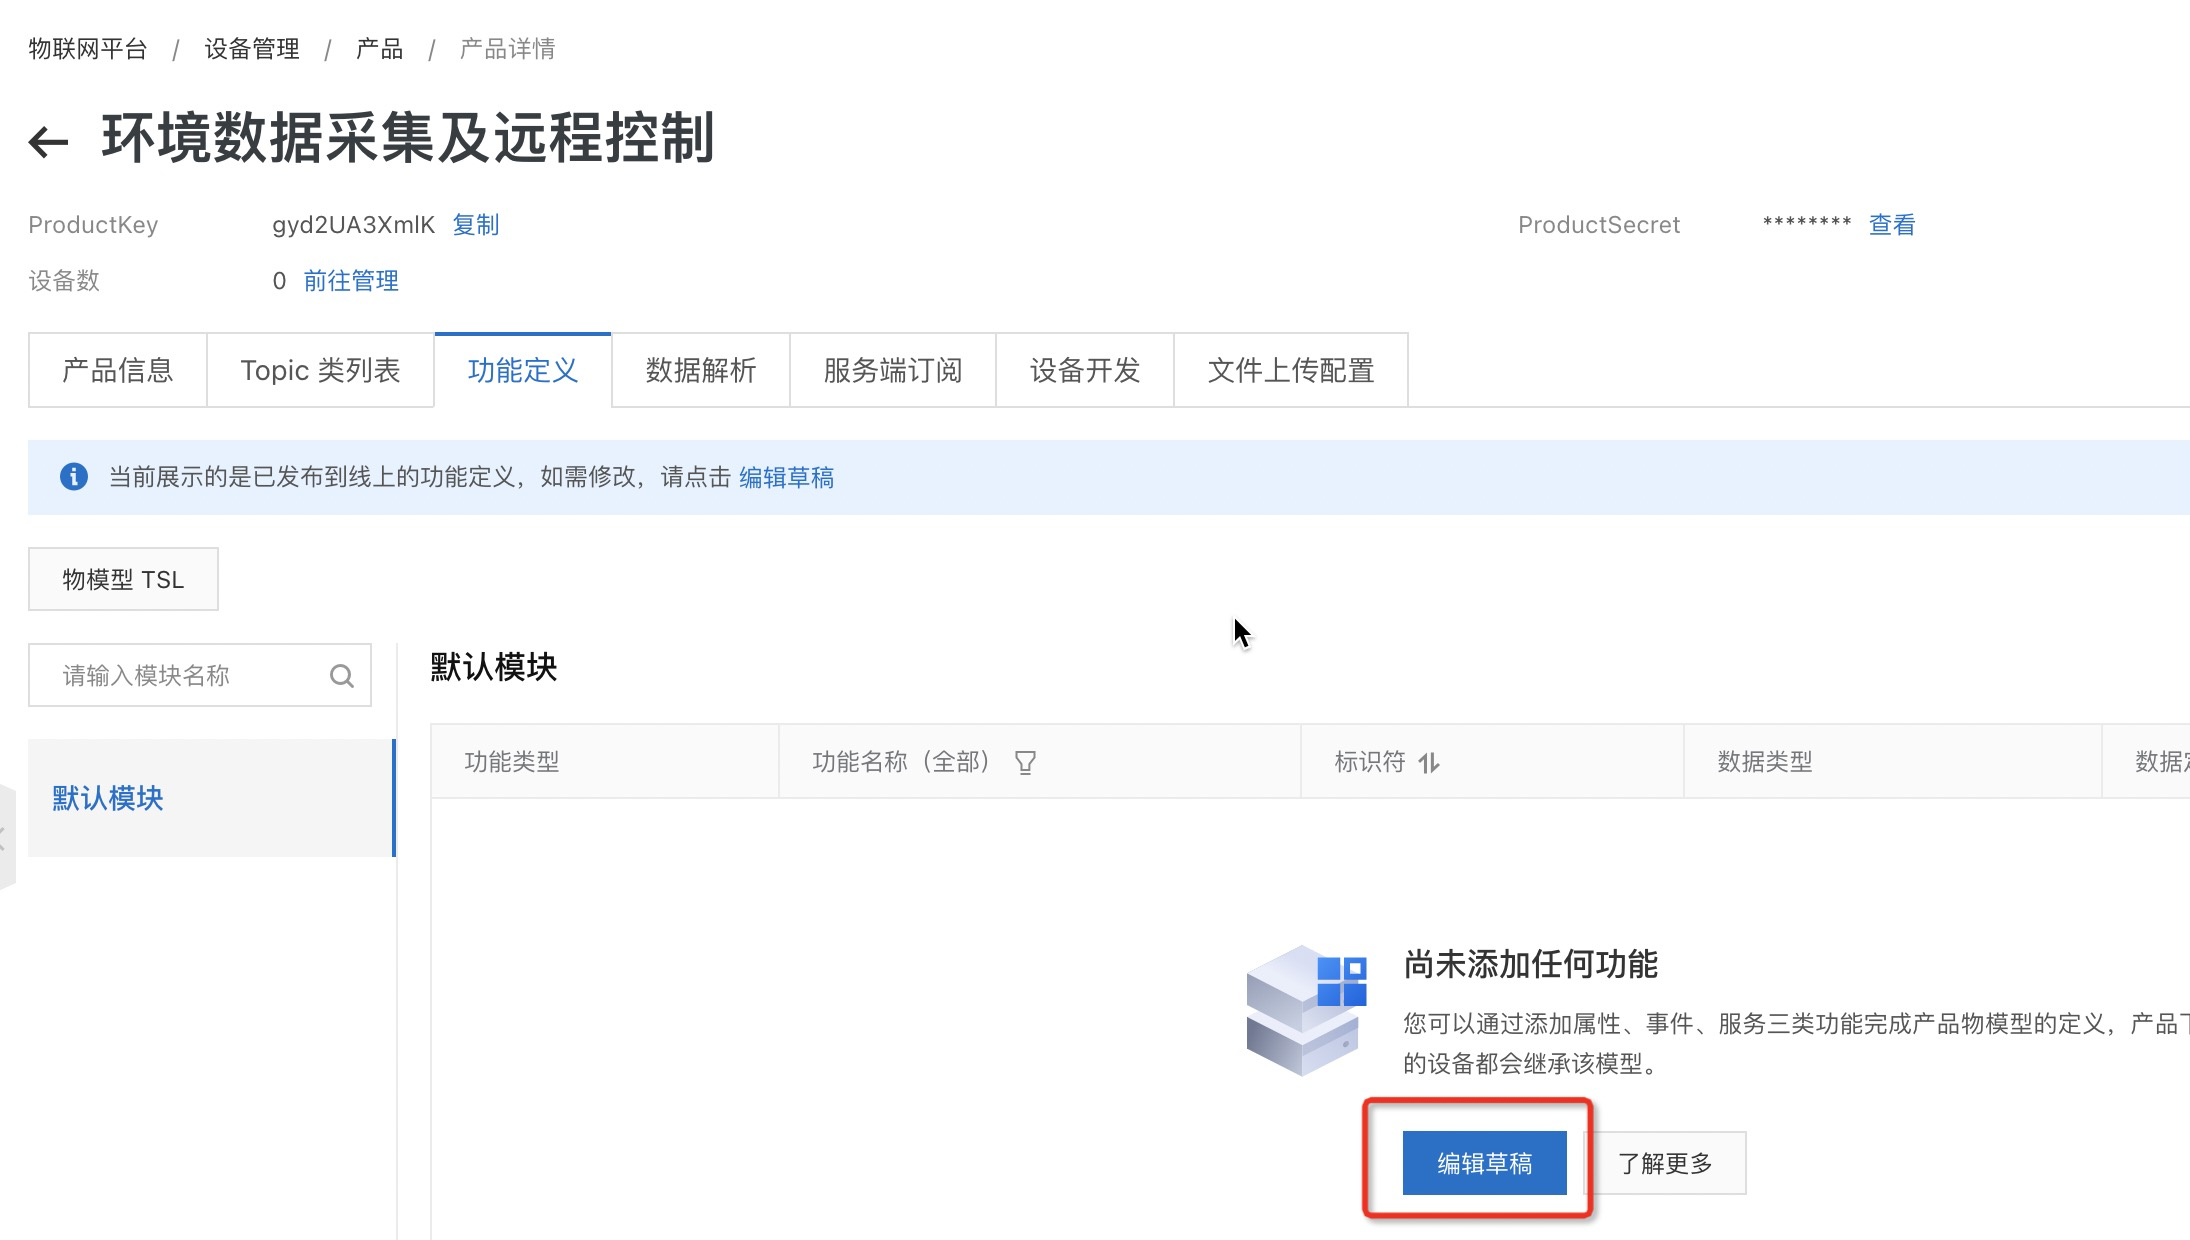 物联网平台 / 设备管理 / 产品 / 产品详情
环境数据采集及远程控制
ProductKey gyd2UA3XmlK 复制 ProductSecret ******** 查看
设备数 0 前往管理
产品信息 Topic 类列表 功能定义 数据解析 服务端订阅 设备开发 文件上传配置
当前展示的是已发布到线上的功能定义，如需修改，请点击 编辑草稿
物模型 TSL
请输入模块名称
默认模块
默认模块
功能类型 功能名称（全部） 标识符 数据类型 数据
尚未添加任何功能
您可以通过添加属性、事件、服务三类功能完成产品物模型的定义，产品下
的设备都会继承该模型。
编辑草稿 了解更多